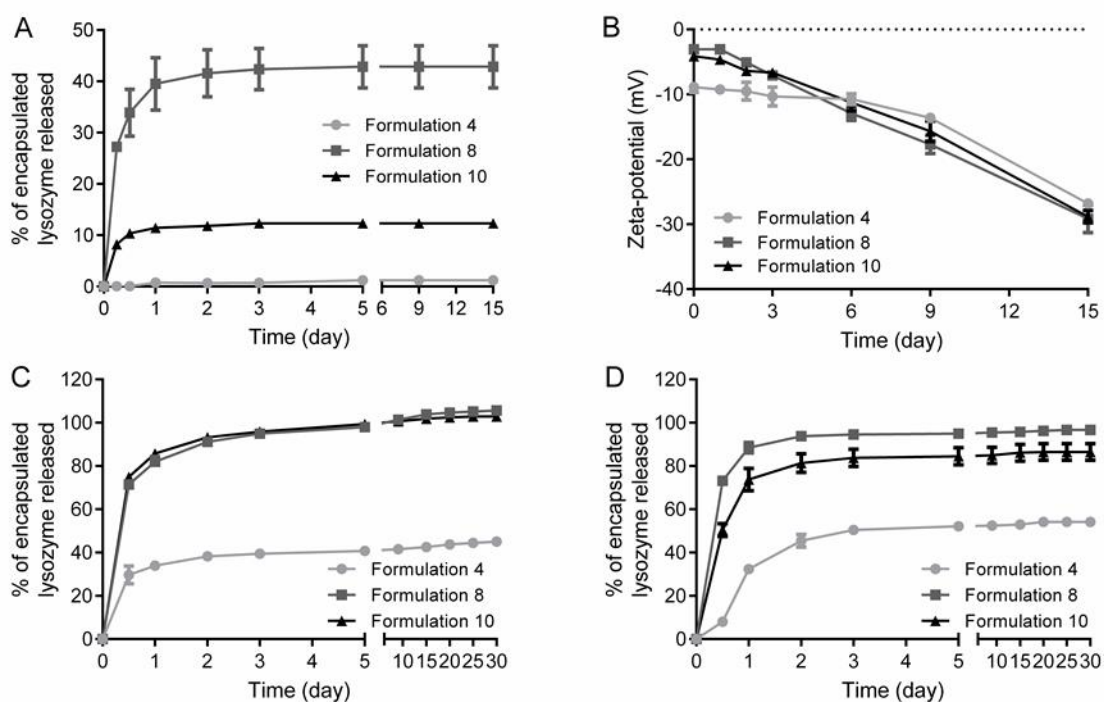 A
% of encapsulated
lysozyme released
50
40
30
20
10
0
Formulation 4
Formulation 8
Formulation 10
0 1 2 3 4 5 6 9 12 15
Time (day)
B
Zeta-potential (mV)
0
-10
-20
-30
-40
Formulation 4
Formulation 8
Formulation 10
0 3 6 9 12 15
Time (day)
C
% of encapsulated
lysozyme released
120
100
80
60
40
20
0
Formulation 4
Formulation 8
Formulation 10
0 1 2 3 4 5 10 15 20 25 30
Time (day)
D
% of encapsulated
lysozyme released
120
100
80
60
40
20
0
Formulation 4
Formulation 8
Formulation 10
0 1 2 3 4 5 10 15 20 25 30
Time (day)